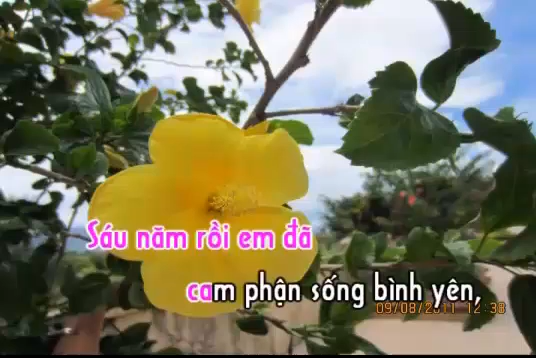 Sáu năm rồi em đã
cam phận sống bình yên,
09/08/2011 12:38